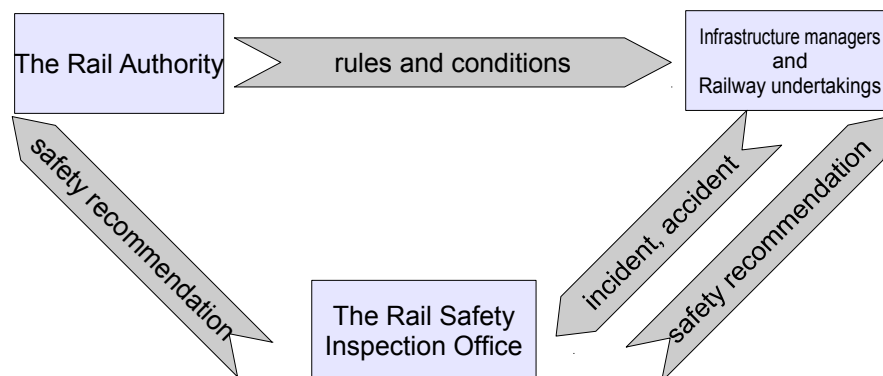 The Rail Authority
rules and conditions
Infrastructure managers
and
Railway undertakings
safety recommendation
incident, accident
safety recommendation
The Rail Safety
Inspection Office